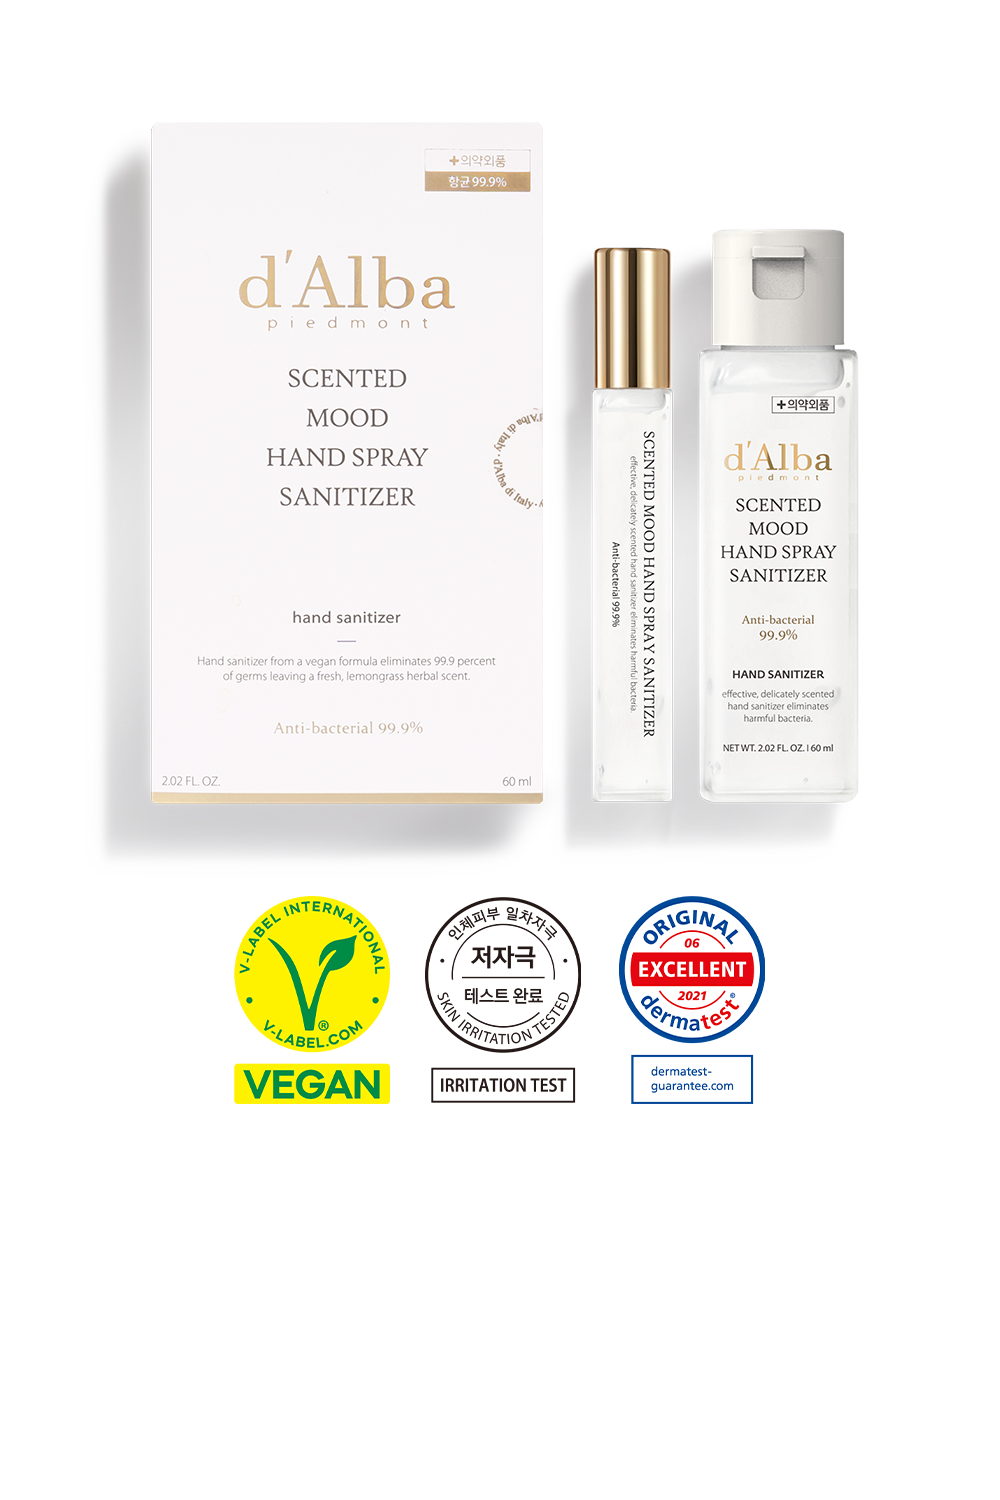 +의약외품
항균 99.9%
d'Alba
piedmont
SCENTED
MOOD
HAND SPRAY
SANITIZER
d'Alba di Italy · d'Alba di Italy ·
hand sanitizer
Hand sanitizer from a vegan formula eliminates 99.9 percent
of germs leaving a fresh, lemongrass herbal scent.
Anti-bacterial 99.9%
2.02 FL. OZ.
60 ml
SCENTED MOOD HAND SPRAY SANITIZER
effective, delicately scented hand sanitizer eliminates harmful bacteria.
Anti-bacterial 99.9%
+의약외품
d'Alba
piedmont
SCENTED
MOOD
HAND SPRAY
SANITIZER
Anti-bacterial
99.9%
HAND SANITIZER
effective, delicately scented
hand sanitizer eliminates
harmful bacteria.
NET WT. 2.02 FL. OZ. | 60 ml
V-LABEL INTERNATIONAL
V-LABEL.COM
®
VEGAN
인체피부 일차자극
저자극
테스트 완료
SKIN IRRITATION TESTED
IRRITATION TEST
ORIGINAL
06
EXCELLENT
2021
dermatest®
dermatest-
guarantee.com